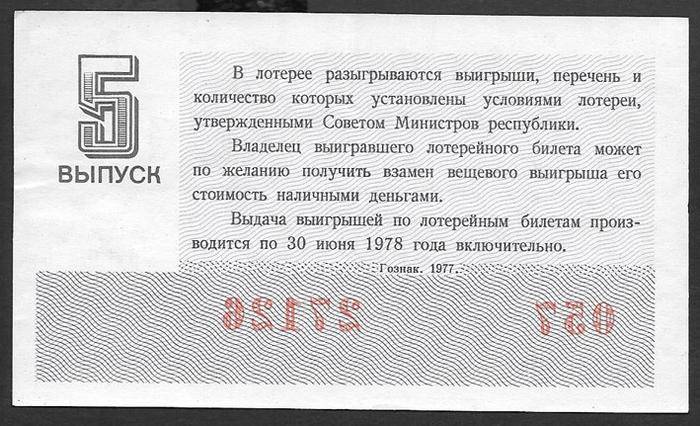 5
ВЫПУСК
В лотерее разыгрываются выигрыши, перечень и
количество которых установлены условиями лотереи,
утвержденными Советом Министров республики.
Владелец выигравшего лотерейного билета может
по желанию получить взамен вещевого выигрыша его
стоимость наличными деньгами.
Выдача выигрышей по лотерейным билетам произ-
водится по 30 июня 1978 года включительно.
Гознак. 1977.
27126 057